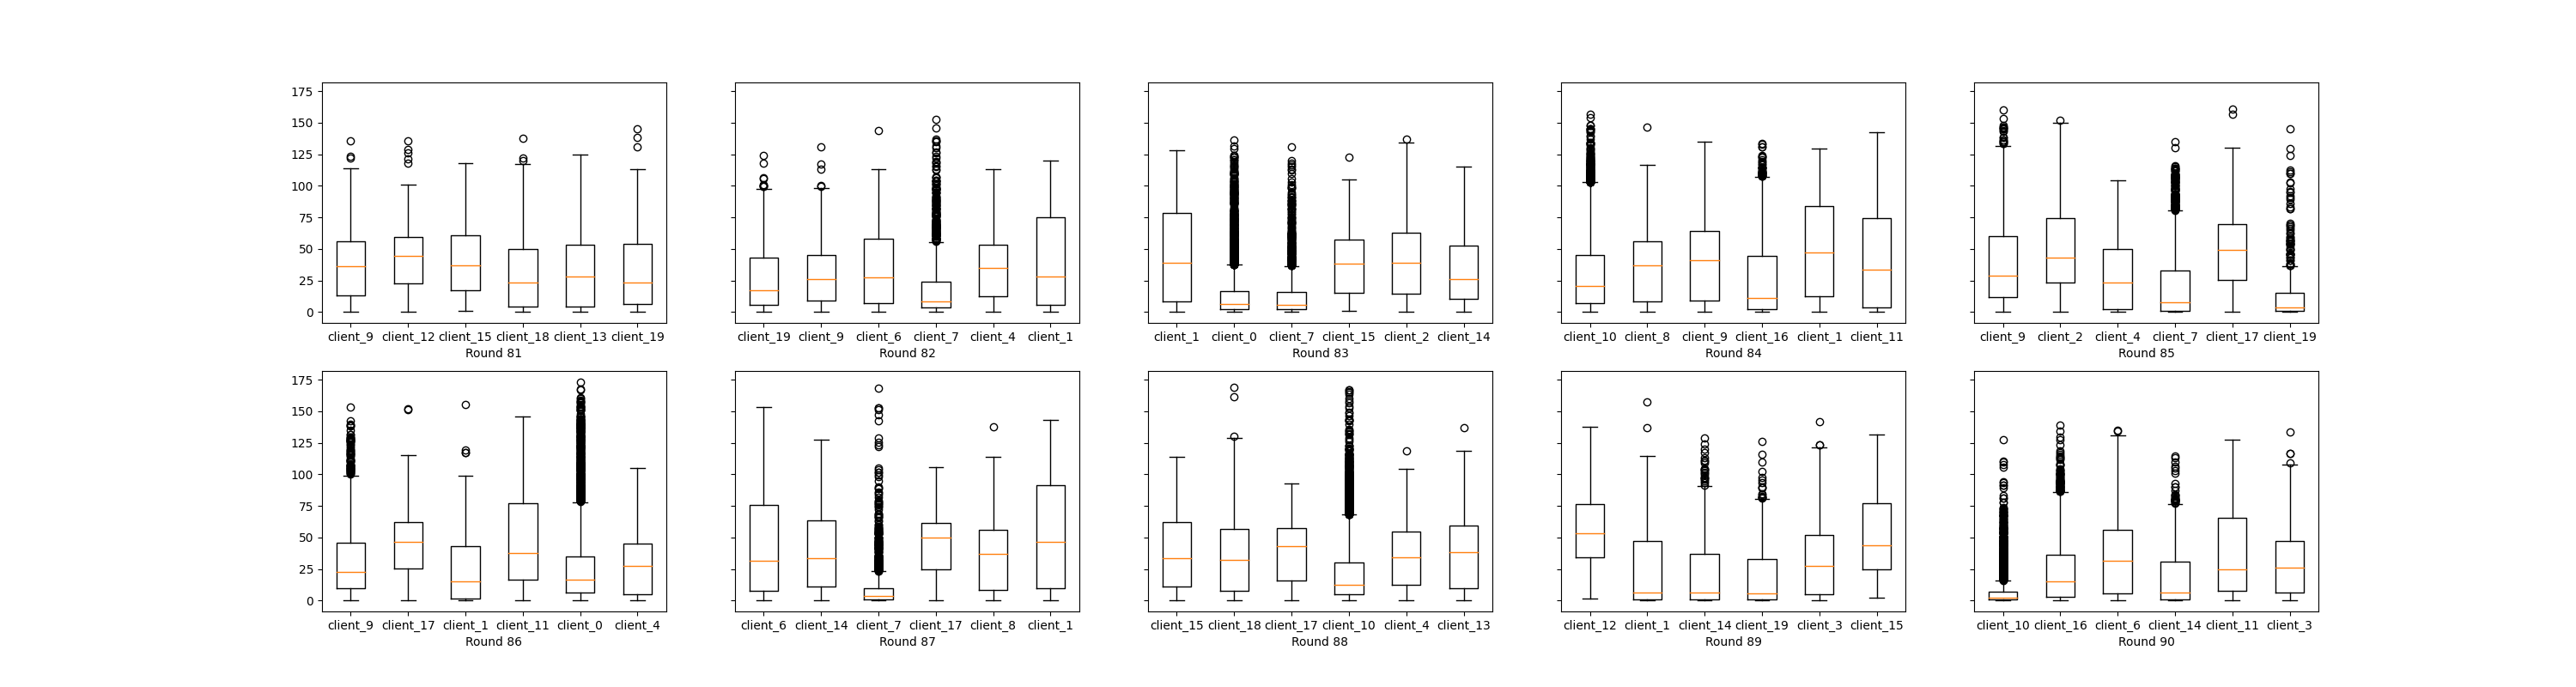 175
150
125
100
75
50
25
0
client_9 client_12 client_15 client_18 client_13 client_19
Round 81
client_19 client_9 client_6 client_7 client_4 client_1
Round 82
client_1 client_0 client_7 client_15 client_2 client_14
Round 83
client_10 client_8 client_9 client_16 client_1 client_11
Round 84
client_9 client_2 client_4 client_7 client_17 client_19
Round 85
175
150
125
100
75
50
25
0
client_9 client_17 client_1 client_11 client_0 client_4
Round 86
client_6 client_14 client_7 client_17 client_8 client_1
Round 87
client_15 client_18 client_17 client_10 client_4 client_13
Round 88
client_12 client_1 client_14 client_19 client_3 client_15
Round 89
client_10 client_16 client_6 client_14 client_11 client_3
Round 90